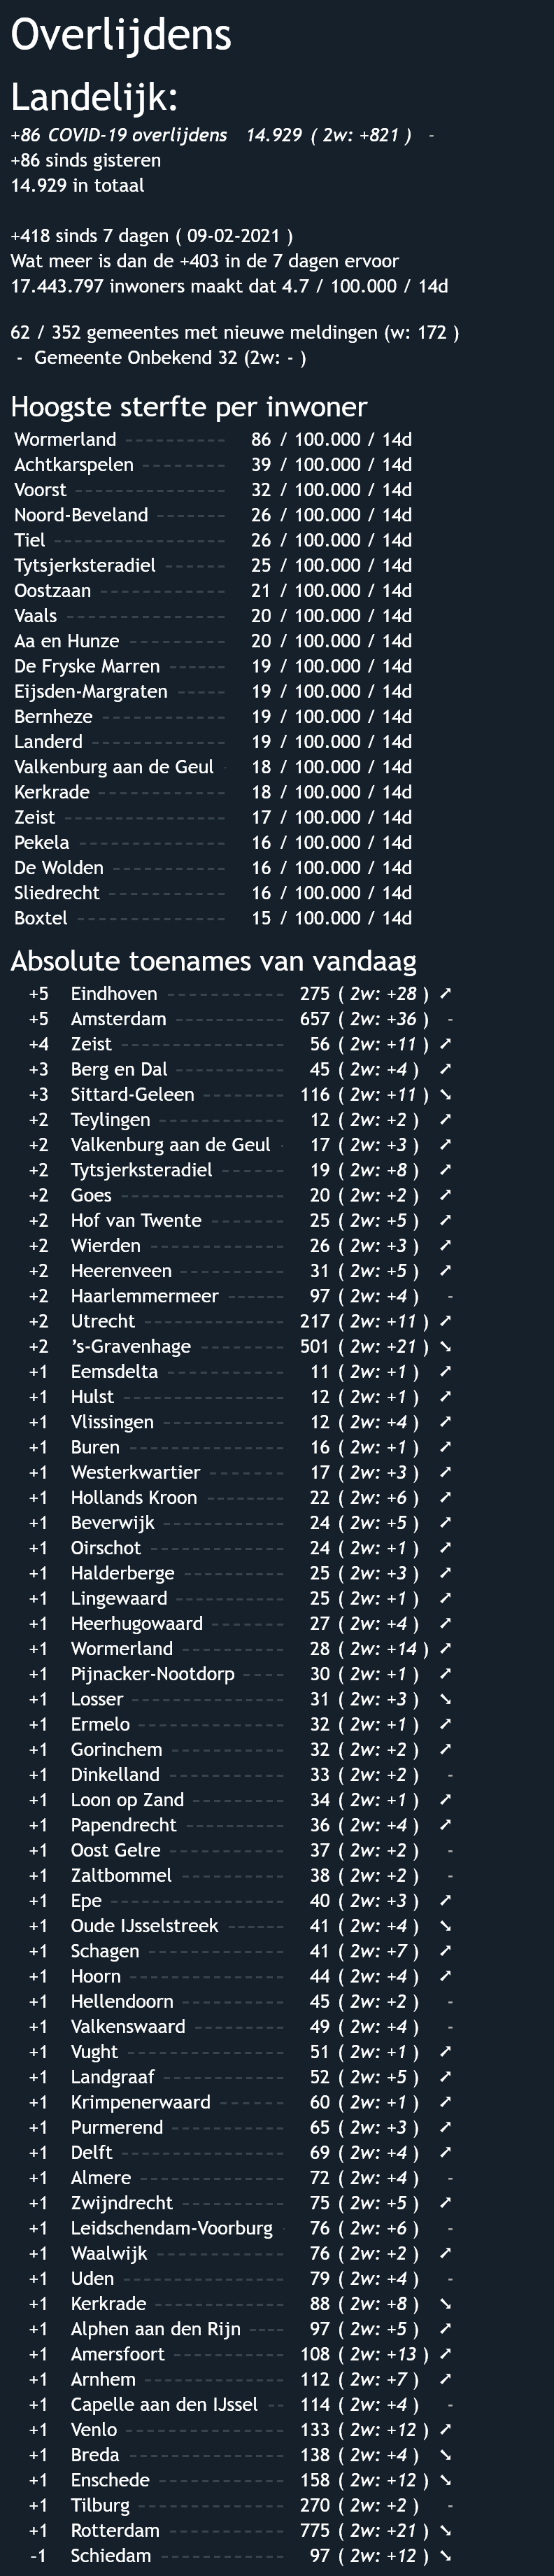 Overlijdens
Landelijk:
+86 COVID-19 overlijdens 14.929 ( 2w: +821 ) -
+86 sinds gisteren
14.929 in totaal
+418 sinds 7 dagen ( 09-02-2021 )
Wat meer is dan de +403 in de 7 dagen ervoor
17.443.797 inwoners maakt dat 4.7 / 100.000 / 14d
62 / 352 gemeentes met nieuwe meldingen (w: 172 )
- Gemeente Onbekend 32 (2w: - )
Hoogste sterfte per inwoner
Wormerland ---------- 86 / 100.000 / 14d
Achtkarspelen -------- 39 / 100.000 / 14d
Voorst --------------- 32 / 100.000 / 14d
Noord-Beveland ------- 26 / 100.000 / 14d
Tiel ----------------- 26 / 100.000 / 14d
Tytsjerksteradiel ------ 25 / 100.000 / 14d
Oostzaan ------------ 21 / 100.000 / 14d
Vaals ---------------- 20 / 100.000 / 14d
Aa en Hunze ---------- 20 / 100.000 / 14d
De Fryske Marren ------ 19 / 100.000 / 14d
Eijsden-Margraten ----- 19 / 100.000 / 14d
Bernheze ------------- 19 / 100.000 / 14d
Landerd ------------- 19 / 100.000 / 14d
Valkenburg aan de Geul - 18 / 100.000 / 14d
Kerkrade ------------- 18 / 100.000 / 14d
Zeist ---------------- 17 / 100.000 / 14d
Pekela --------------- 16 / 100.000 / 14d
De Wolden ------------ 16 / 100.000 / 14d
Sliedrecht ------------ 16 / 100.000 / 14d
Boxtel --------------- 15 / 100.000 / 14d
Absolute toenames van vandaag
+5 Eindhoven ------------ 275 ( 2w: +28 ) ➚
+5 Amsterdam ----------- 657 ( 2w: +36 ) -
+4 Zeist ---------------- 56 ( 2w: +11 ) ➚
+3 Berg en Dal ----------- 45 ( 2w: +4 ) ➚
+3 Sittard-Geleen -------- 116 ( 2w: +11 ) ➘
+2 Teylingen ------------- 12 ( 2w: +2 ) ➚
+2 Valkenburg aan de Geul - 17 ( 2w: +3 ) ➚
+2 Tytsjerksteradiel ------ 19 ( 2w: +8 ) ➚
+2 Goes ----------------- 20 ( 2w: +2 ) ➚
+2 Hof van Twente -------- 25 ( 2w: +5 ) ➚
+2 Wierden -------------- 26 ( 2w: +3 ) ➚
+2 Heerenveen ----------- 31 ( 2w: +5 ) ➚
+2 Haarlemmermeer ------ 97 ( 2w: +4 ) -
+2 Utrecht -------------- 217 ( 2w: +11 ) ➚
+2 's-Gravenhage --------- 501 ( 2w: +21 ) ➘
+1 Eemsdelta ------------ 11 ( 2w: +1 ) ➚
+1 Hulst ---------------- 12 ( 2w: +1 ) ➚
+1 Vlissingen ------------ 12 ( 2w: +4 ) ➚
+1 Buren ---------------- 16 ( 2w: +1 ) ➚
+1 Westerkwartier -------- 17 ( 2w: +3 ) ➚
+1 Hollands Kroon -------- 22 ( 2w: +6 ) ➚
+1 Beverwijk ------------ 24 ( 2w: +5 ) ➚
+1 Oirschot -------------- 24 ( 2w: +1 ) ➚
+1 Halderberge ---------- 25 ( 2w: +3 ) ➚
+1 Lingewaard ----------- 25 ( 2w: +1 ) ➚
+1 Heerhugowaard -------- 27 ( 2w: +4 ) ➚
+1 Wormerland ---------- 28 ( 2w: +14 ) ➚
+1 Pijnacker-Nootdorp ---- 30 ( 2w: +1 ) ➚
+1 Losser --------------- 31 ( 2w: +3 ) ➘
+1 Ermelo --------------- 32 ( 2w: +1 ) ➚
+1 Gorinchem ----------- 32 ( 2w: +2 ) ➚
+1 Dinkelland ------------ 33 ( 2w: +2 ) -
+1 Loon op Zand --------- 34 ( 2w: +1 ) ➚
+1 Papendrecht ---------- 36 ( 2w: +4 ) ➚
+1 Oost Gelre ------------ 37 ( 2w: +2 ) -
+1 Zaltbommel ----------- 38 ( 2w: +2 ) -
+1 Epe ------------------ 40 ( 2w: +3 ) ➚
+1 Oude IJsselstreek ------ 41 ( 2w: +4 ) ➘
+1 Schagen -------------- 41 ( 2w: +7 ) ➚
+1 Hoorn ---------------- 44 ( 2w: +4 ) ➚
+1 Hellendoorn ----------- 45 ( 2w: +2 ) -
+1 Valkenswaard --------- 49 ( 2w: +4 ) -
+1 Vught ---------------- 51 ( 2w: +1 ) ➚
+1 Landgraaf ------------ 52 ( 2w: +5 ) ➚
+1 Krimpenerwaard ------- 60 ( 2w: +1 ) ➚
+1 Purmerend ------------ 65 ( 2w: +3 ) ➚
+1 Delft ---------------- 69 ( 2w: +4 ) ➚
+1 Almere --------------- 72 ( 2w: +4 ) -
+1 Zwijndrecht ----------- 75 ( 2w: +5 ) ➚
+1 Leidschendam-Voorburg - 76 ( 2w: +6 ) -
+1 Waalwijk ------------- 76 ( 2w: +2 ) ➚
+1 Uden ----------------- 79 ( 2w: +4 ) -
+1 Kerkrade ------------- 88 ( 2w: +8 ) ➘
+1 Alphen aan den Rijn ---- 97 ( 2w: +5 ) ➚
+1 Amersfoort ----------- 108 ( 2w: +13 ) ➚
+1 Arnhem -------------- 112 ( 2w: +7 ) ➚
+1 Capelle aan den IJssel -- 114 ( 2w: +4 ) -
+1 Venlo ---------------- 133 ( 2w: +12 ) ➚
+1 Breda ---------------- 138 ( 2w: +4 ) ➘
+1 Enschede ------------- 158 ( 2w: +12 ) ➘
+1 Tilburg --------------- 270 ( 2w: +2 ) -
+1 Rotterdam ------------ 775 ( 2w: +21 ) ➘
-1 Schiedam ------------- 97 ( 2w: +12 ) ➘